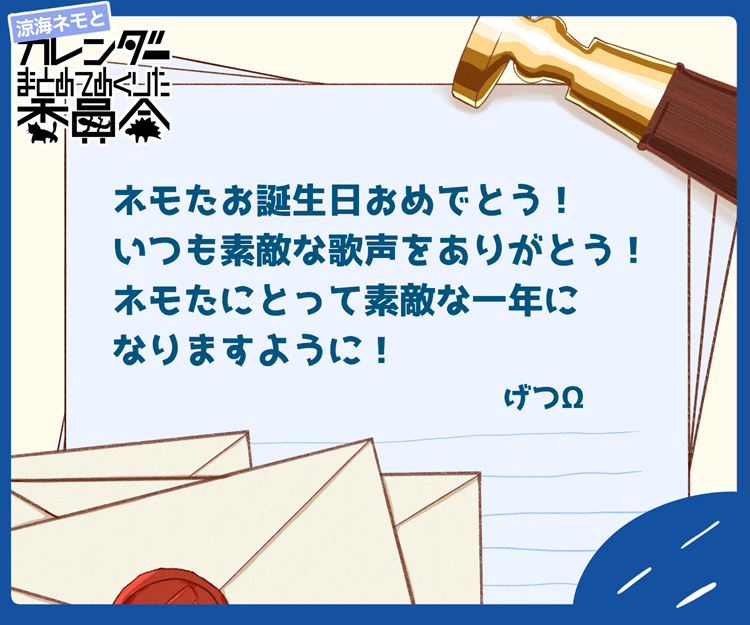 涼海ネモと
カレンダー
まとめてめくりた
委員会
ネモたお誕生日おめでとう！
いつも素敵な歌声をありがとう！
ネモたにとって素敵な一年に
なりますように！
げつΩ